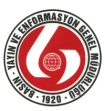 BASIN - YAYIN VE ENFORMASYON GENEL MÜDÜRLÜĞÜ
- 1920 -